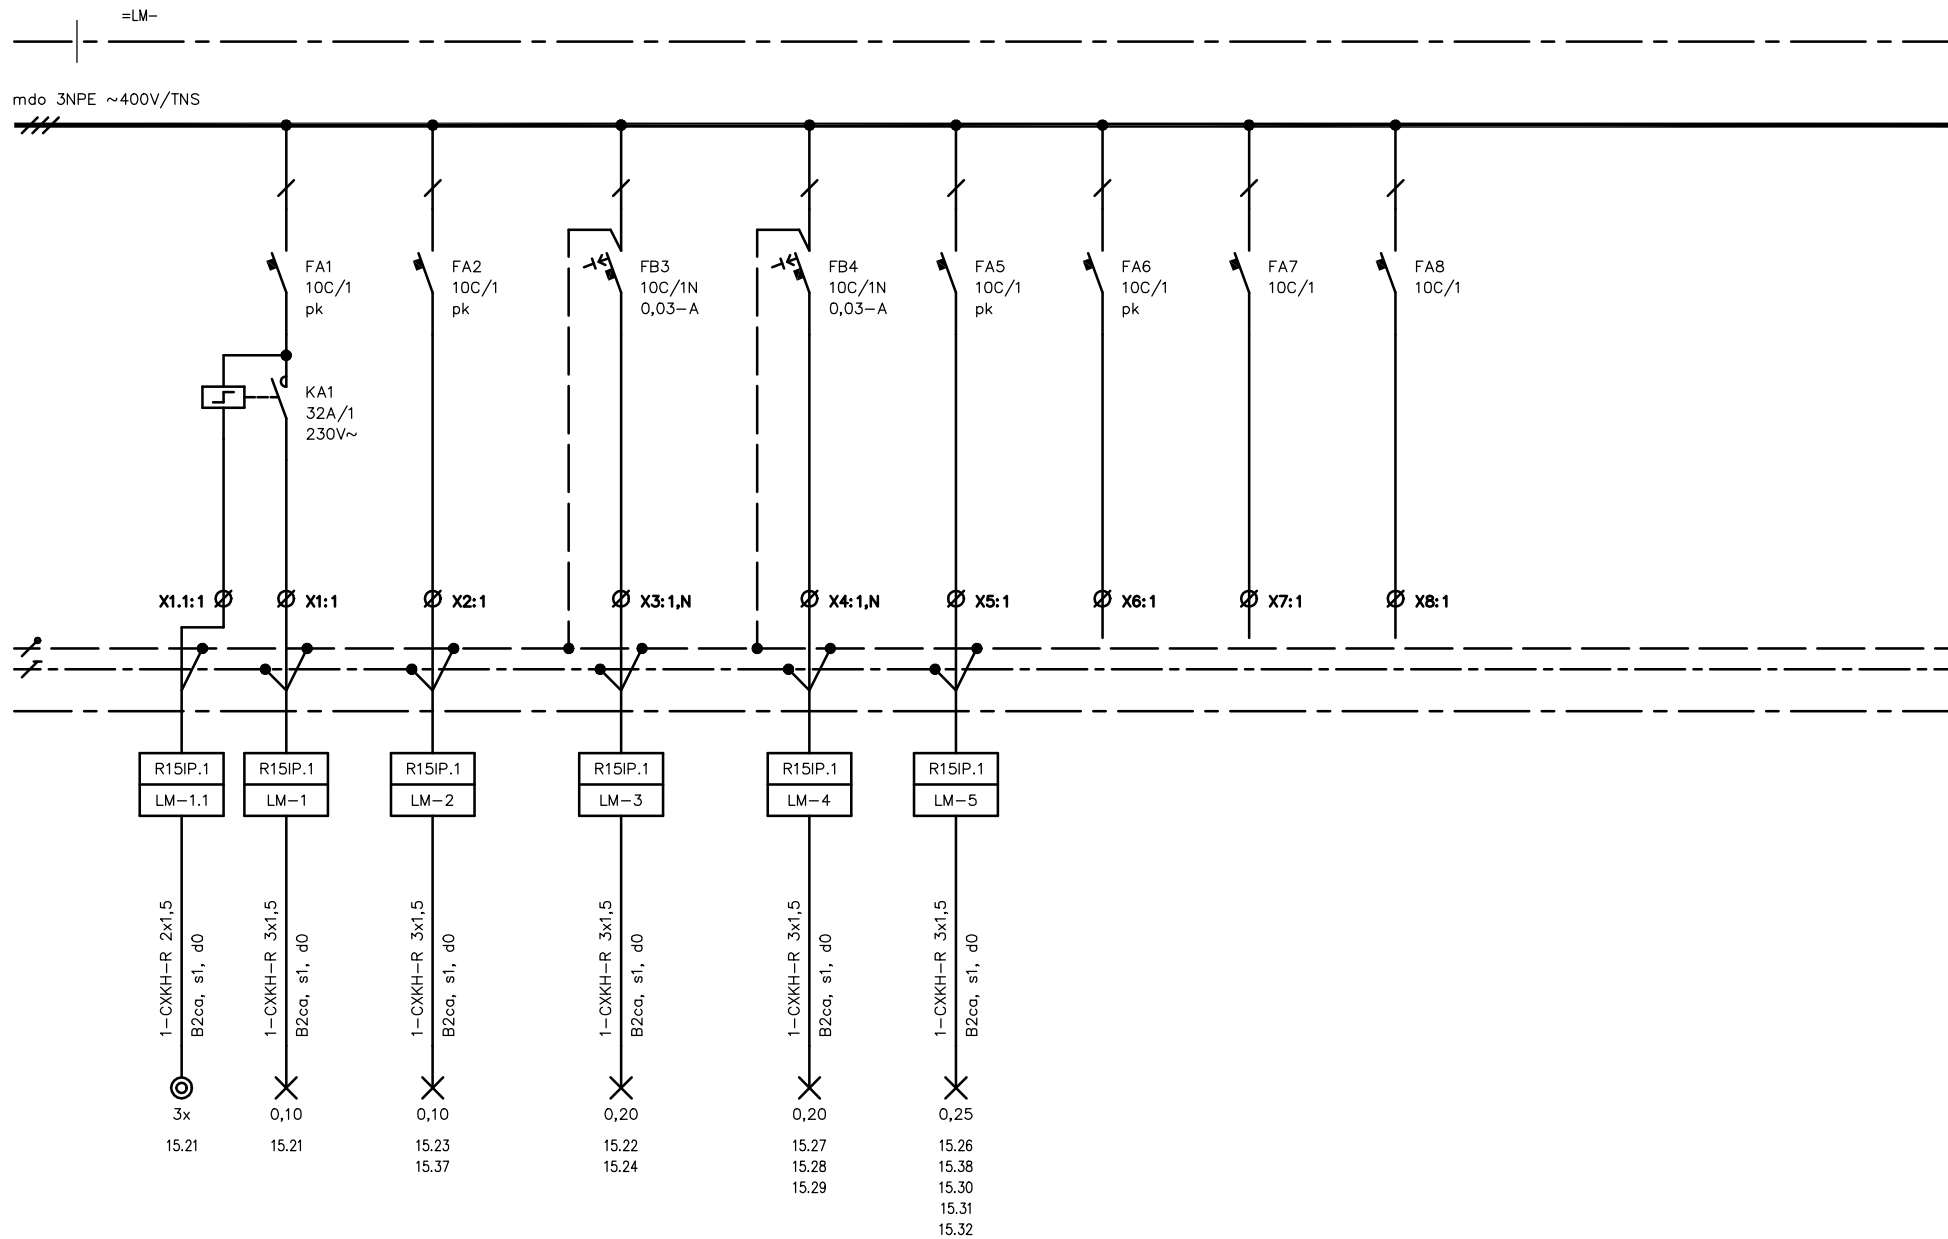 =LM-
mdo 3NPE ~400V/TNS
FA1
10C/1
pk
FA2
10C/1
pk
FB3
10C/1N
0,03-A
FB4
10C/1N
0,03-A
FA5
10C/1
pk
FA6
10C/1
pk
FA7
10C/1
FA8
10C/1
KA1
32A/1
230V~
X1.1:1
X1:1
X2:1
X3:1,N
X4:1,N
X5:1
X6:1
X7:1
X8:1
R15IP.1
LM-1.1
R15IP.1
LM-1
R15IP.1
LM-2
R15IP.1
LM-3
R15IP.1
LM-4
R15IP.1
LM-5
1-CXKH-R 2x1,5
B2ca, s1, d0
1-CXKH-R 3x1,5
B2ca, s1, d0
1-CXKH-R 3x1,5
B2ca, s1, d0
1-CXKH-R 3x1,5
B2ca, s1, d0
1-CXKH-R 3x1,5
B2ca, s1, d0
1-CXKH-R 3x1,5
B2ca, s1, d0
3x
15.21
0,10
15.21
0,10
15.23
15.37
0,20
15.22
15.24
0,20
15.27
15.28
15.29
0,25
15.26
15.38
15.30
15.31
15.32